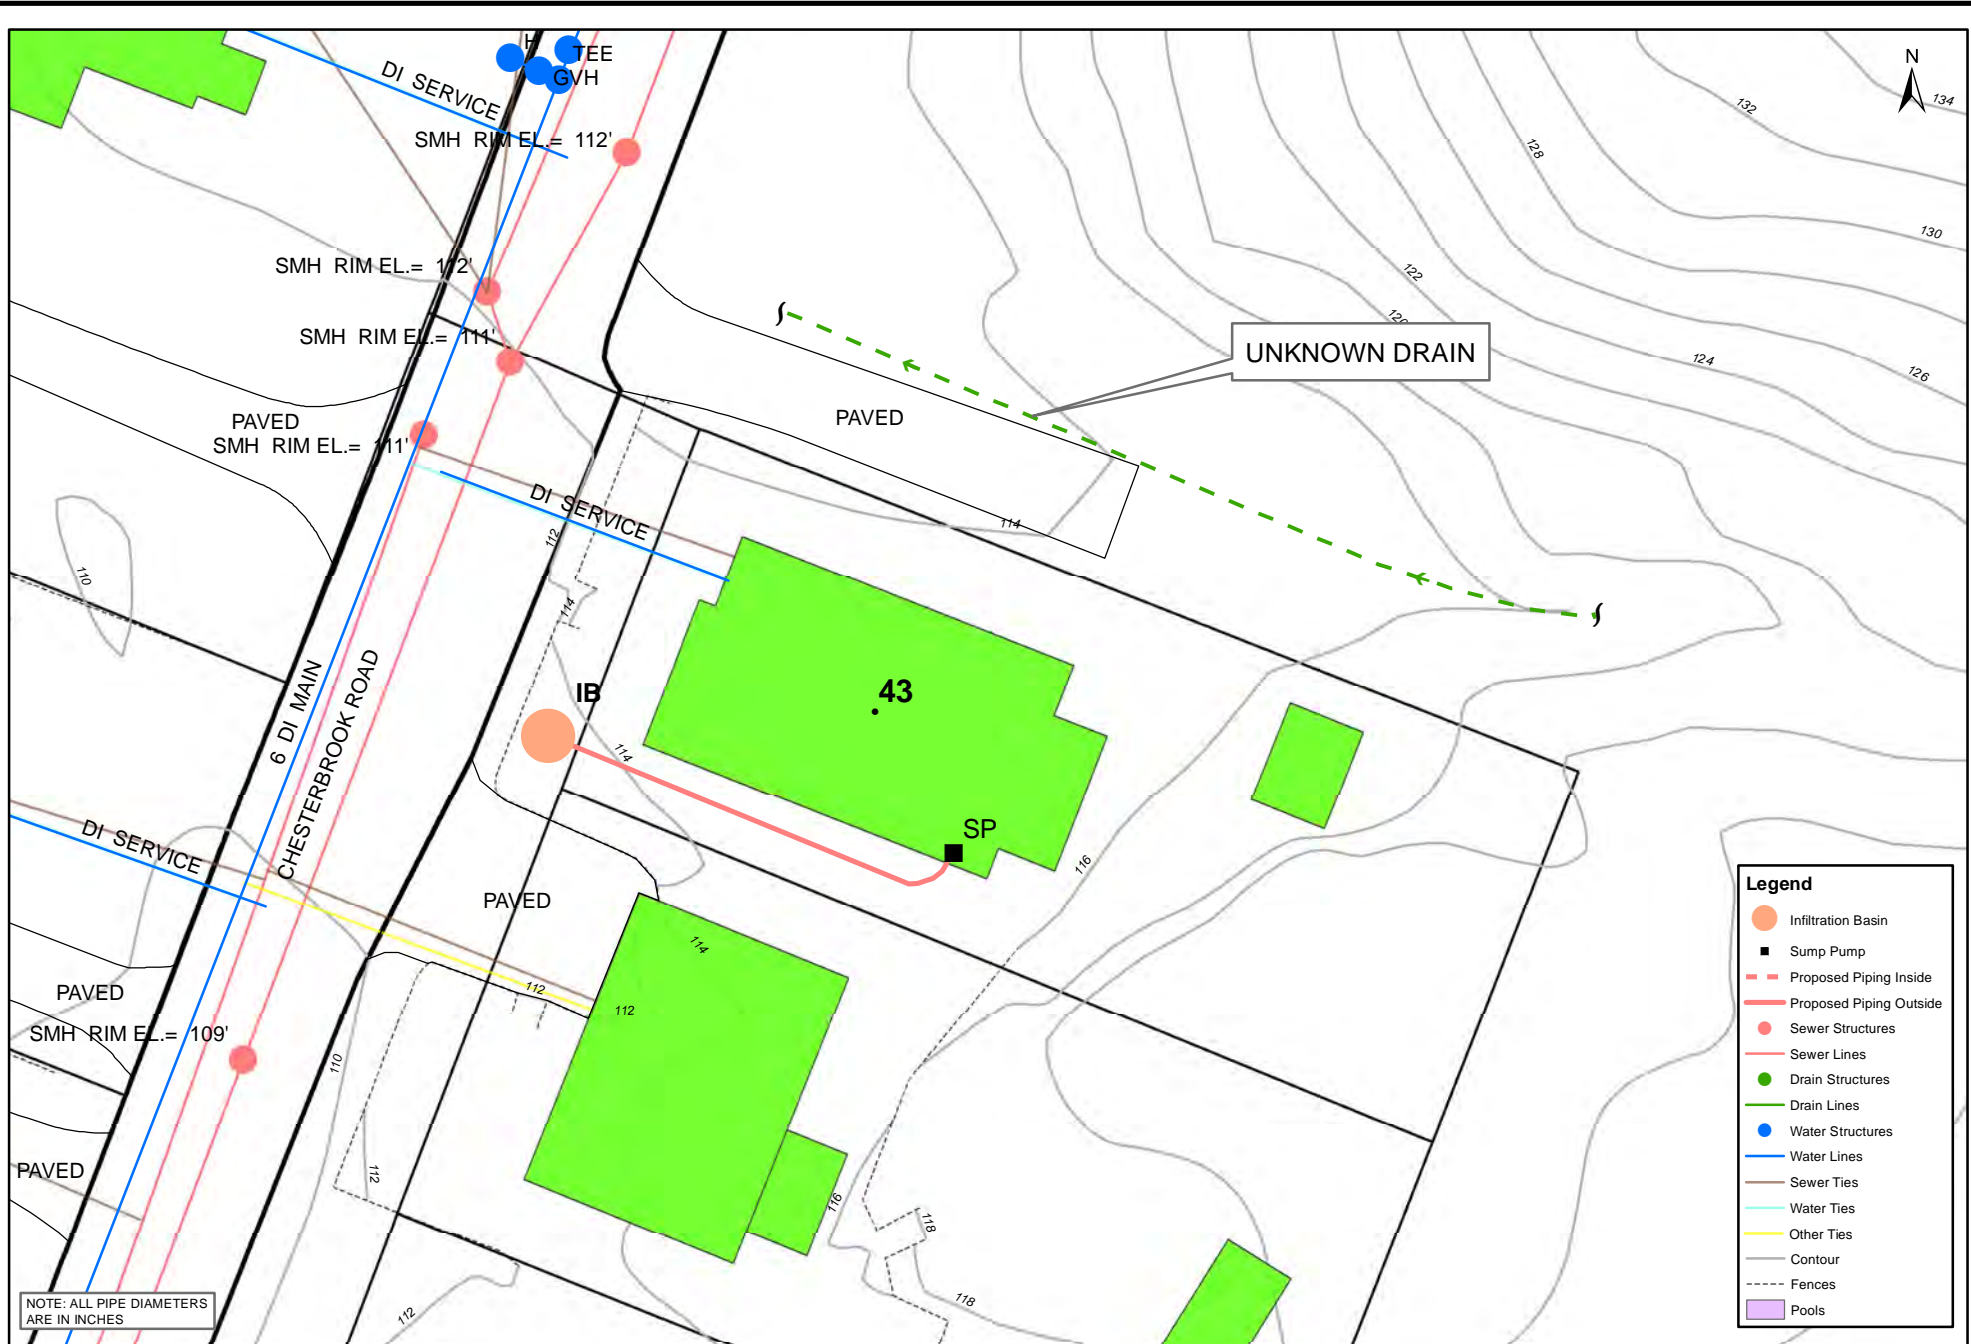 H
TEE
GVH
DI SERVICE
SMH RIM EL.= 112'
N
134
132
128
130
SMH RIM EL.= 112'
122
120
SMH RIM EL.= 111'
UNKNOWN DRAIN
124
126
PAVED
PAVED
SMH RIM EL.= 111'
DI SERVICE
112
114
110
114
6 DI MAIN
CHESTERBROOK ROAD
IB
43
114
SP
116
DI SERVICE
PAVED
114
112
112
PAVED
SMH RIM EL.= 109'
110
PAVED
112
116
118
118
112
NOTE: ALL PIPE DIAMETERS
ARE IN INCHES
Legend
Infiltration Basin
Sump Pump
Proposed Piping Inside
Proposed Piping Outside
Sewer Structures
Sewer Lines
Drain Structures
Drain Lines
Water Structures
Water Lines
Sewer Ties
Water Ties
Other Ties
Contour
Fences
Pools